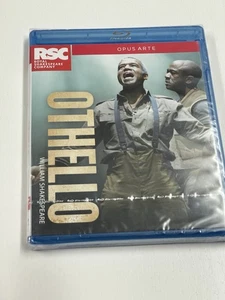 RSC
ROYAL
SHAKESPEARE
COMPANY
OPUS ARTE
OTHELLO
WILLIAM SHAKESPEARE